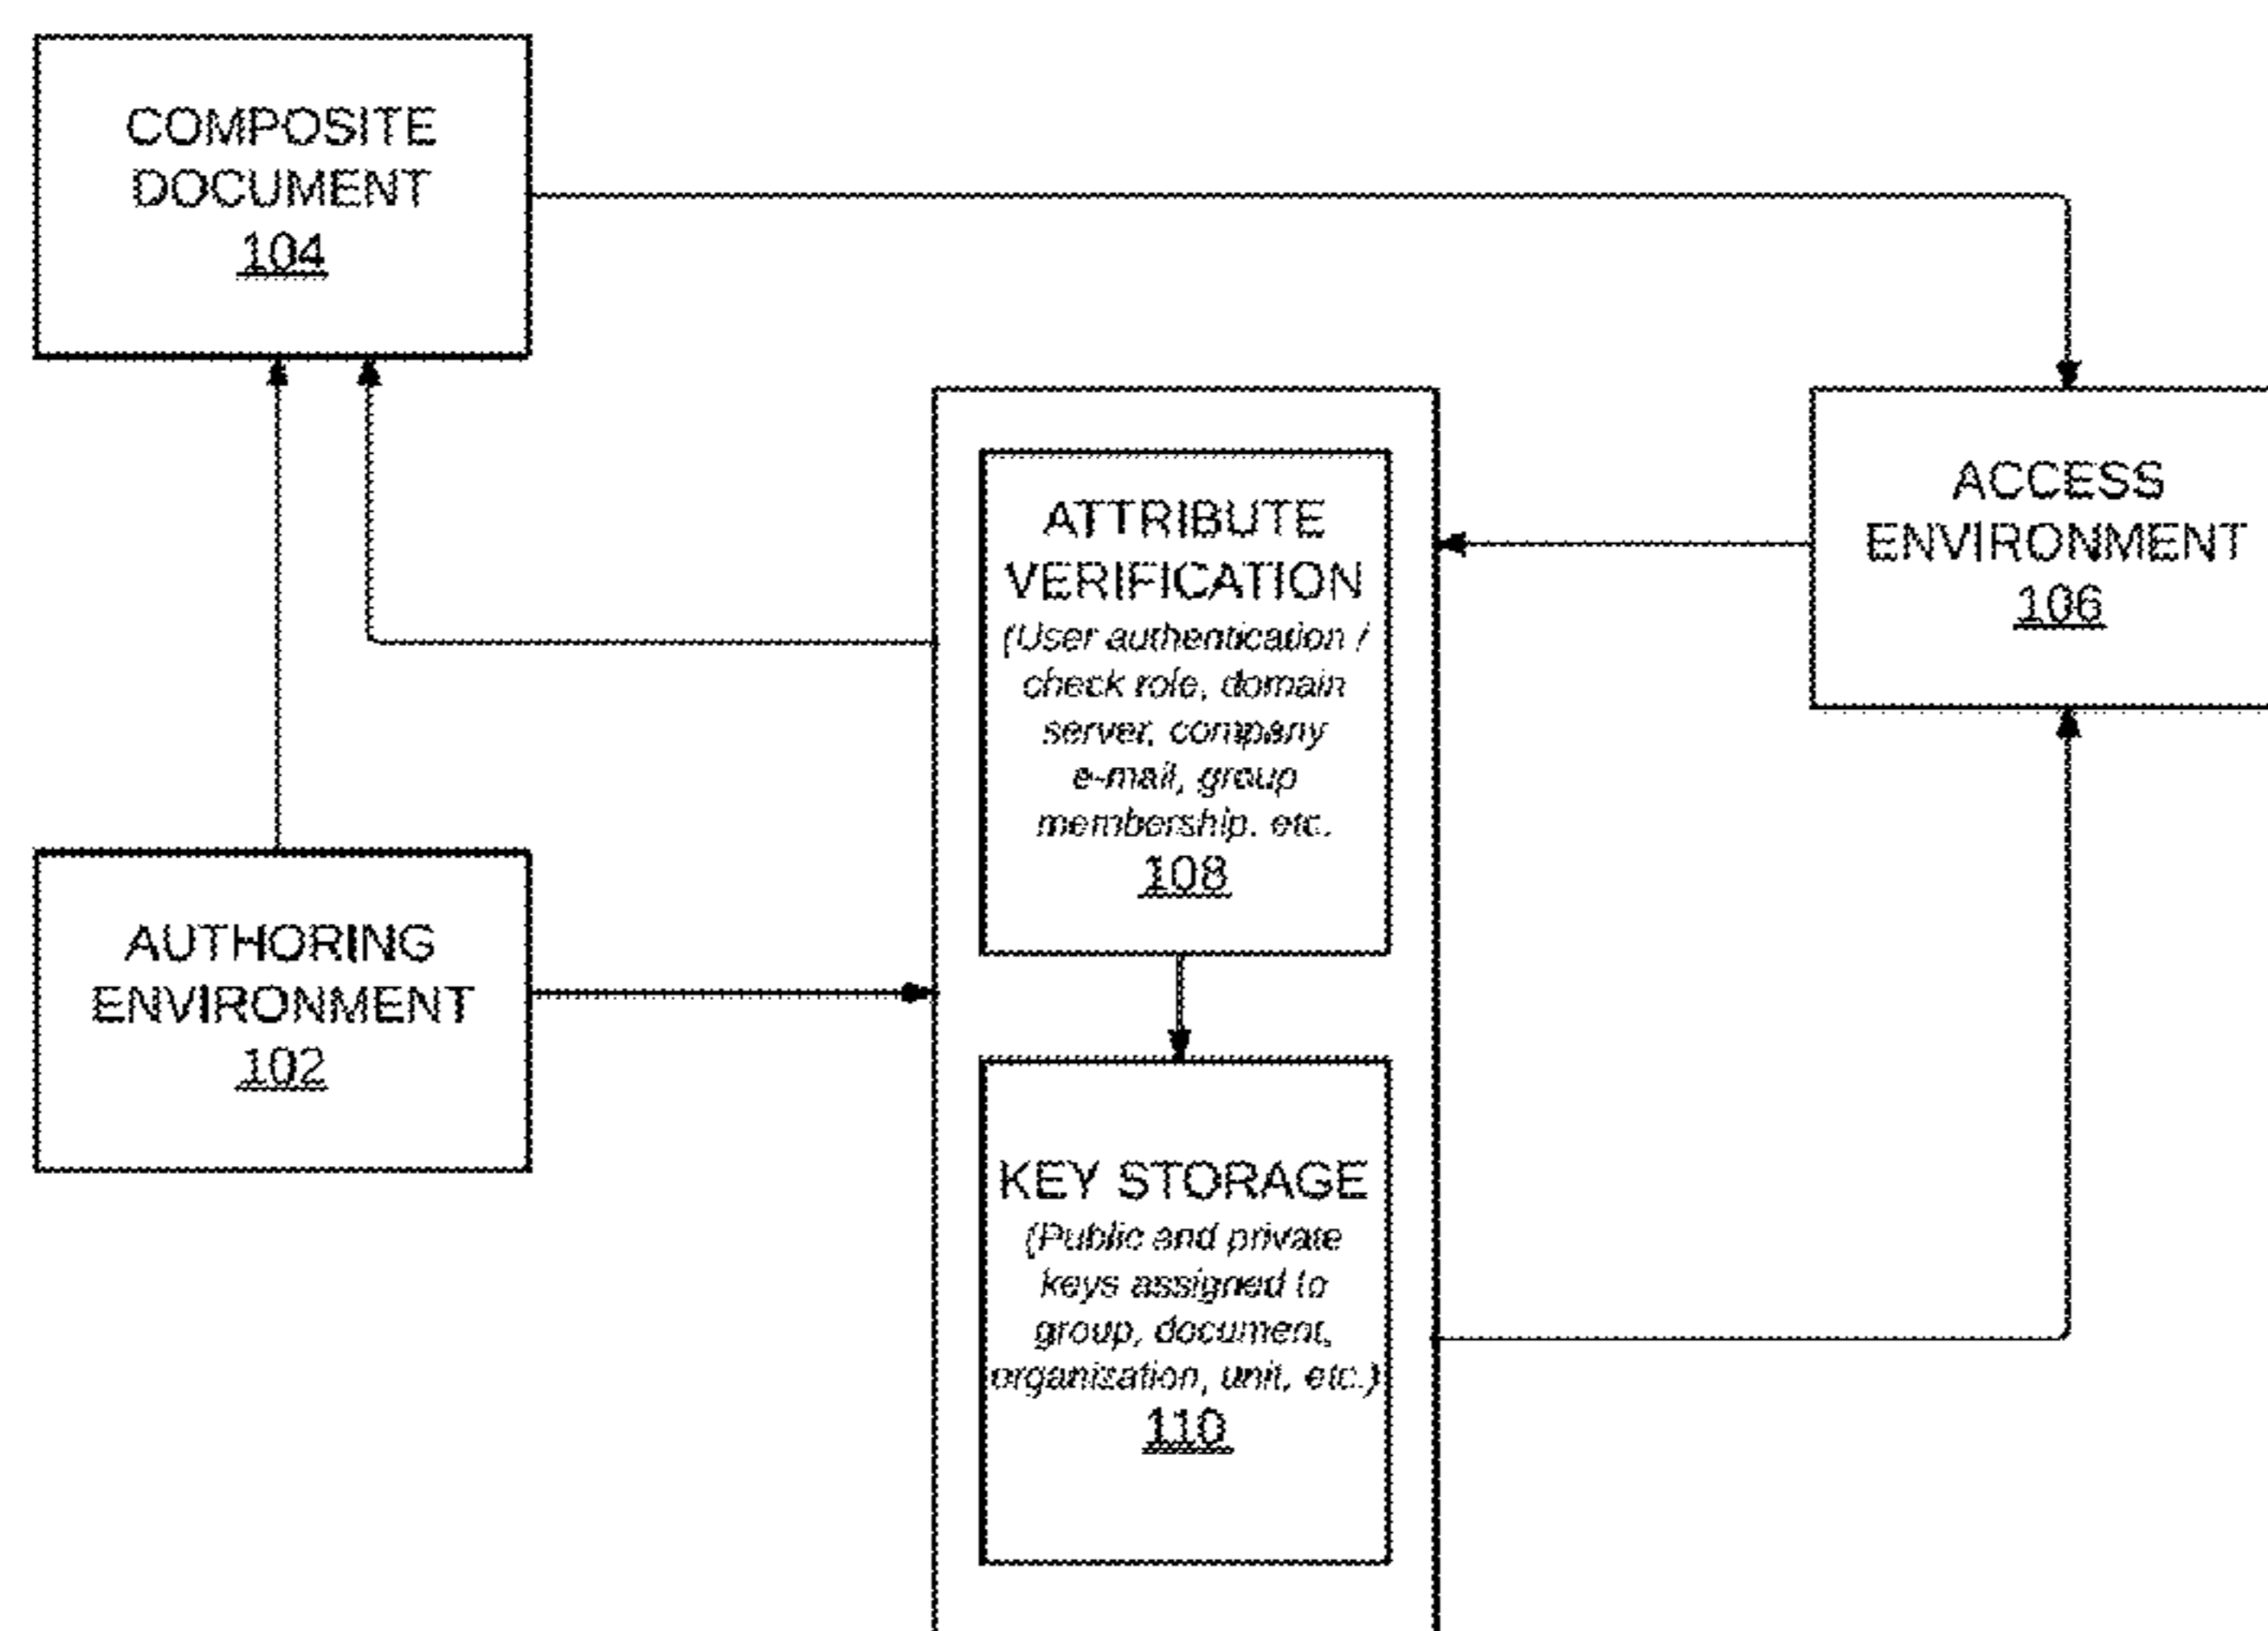 COMPOSITE
DOCUMENT
104
ATTRIBUTE
VERIFICATION
(User authentication /
check role, domain
server, company
e-mail, group
membership. etc.
108
ACCESS
ENVIRONMENT
106
AUTHORING
ENVIRONMENT
102
KEY STORAGE
(Public and private
keys assigned to
group, document,
organization, unit, etc.)
110